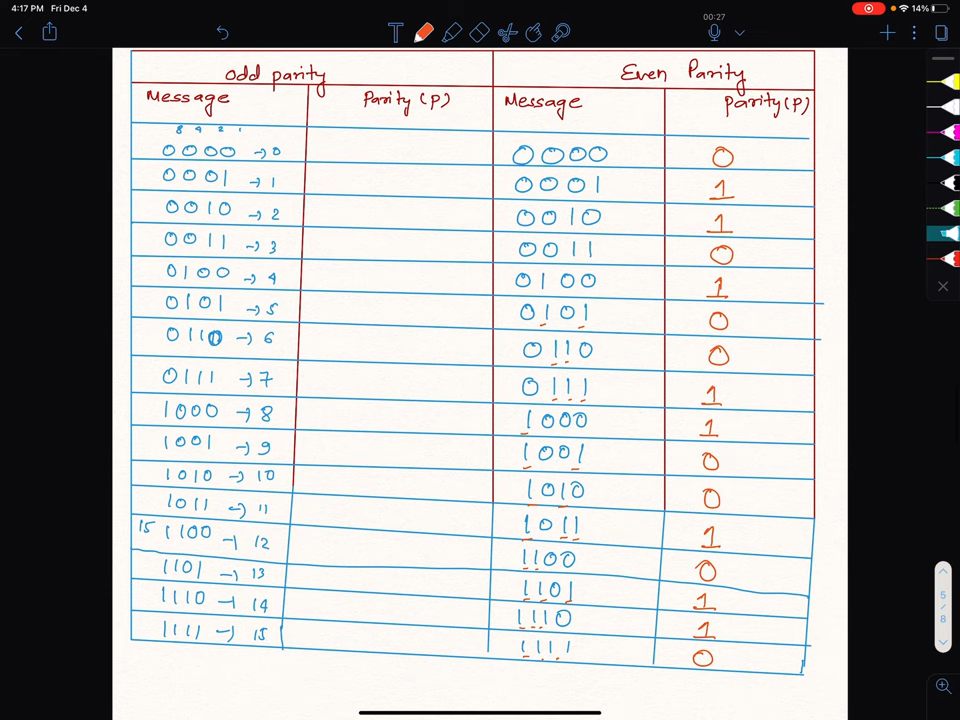 4:17 PM Fri Dec 4
14%
00:27
T
odd parity Even Parity
Message Parity (P) Message Parity (P)
8 4 2 1
0000 → 0 0000 0
0001 → 1 0001 1
0010 → 2 0010 1
0011 → 3 0011 0
0100 → 4 0100 1
0101 → 5 0101 0
0110 → 6 0110 0
0111 → 7 0111 1
1000 → 8 1000 1
1001 → 9 1001 0
1010 → 10 1010 0
1011 → 11 1011 1
15 1100 → 12 1100 0
1101 → 13 1101 1
1110 → 14 1110 1
1111 → 15 1111 0
5
/
8